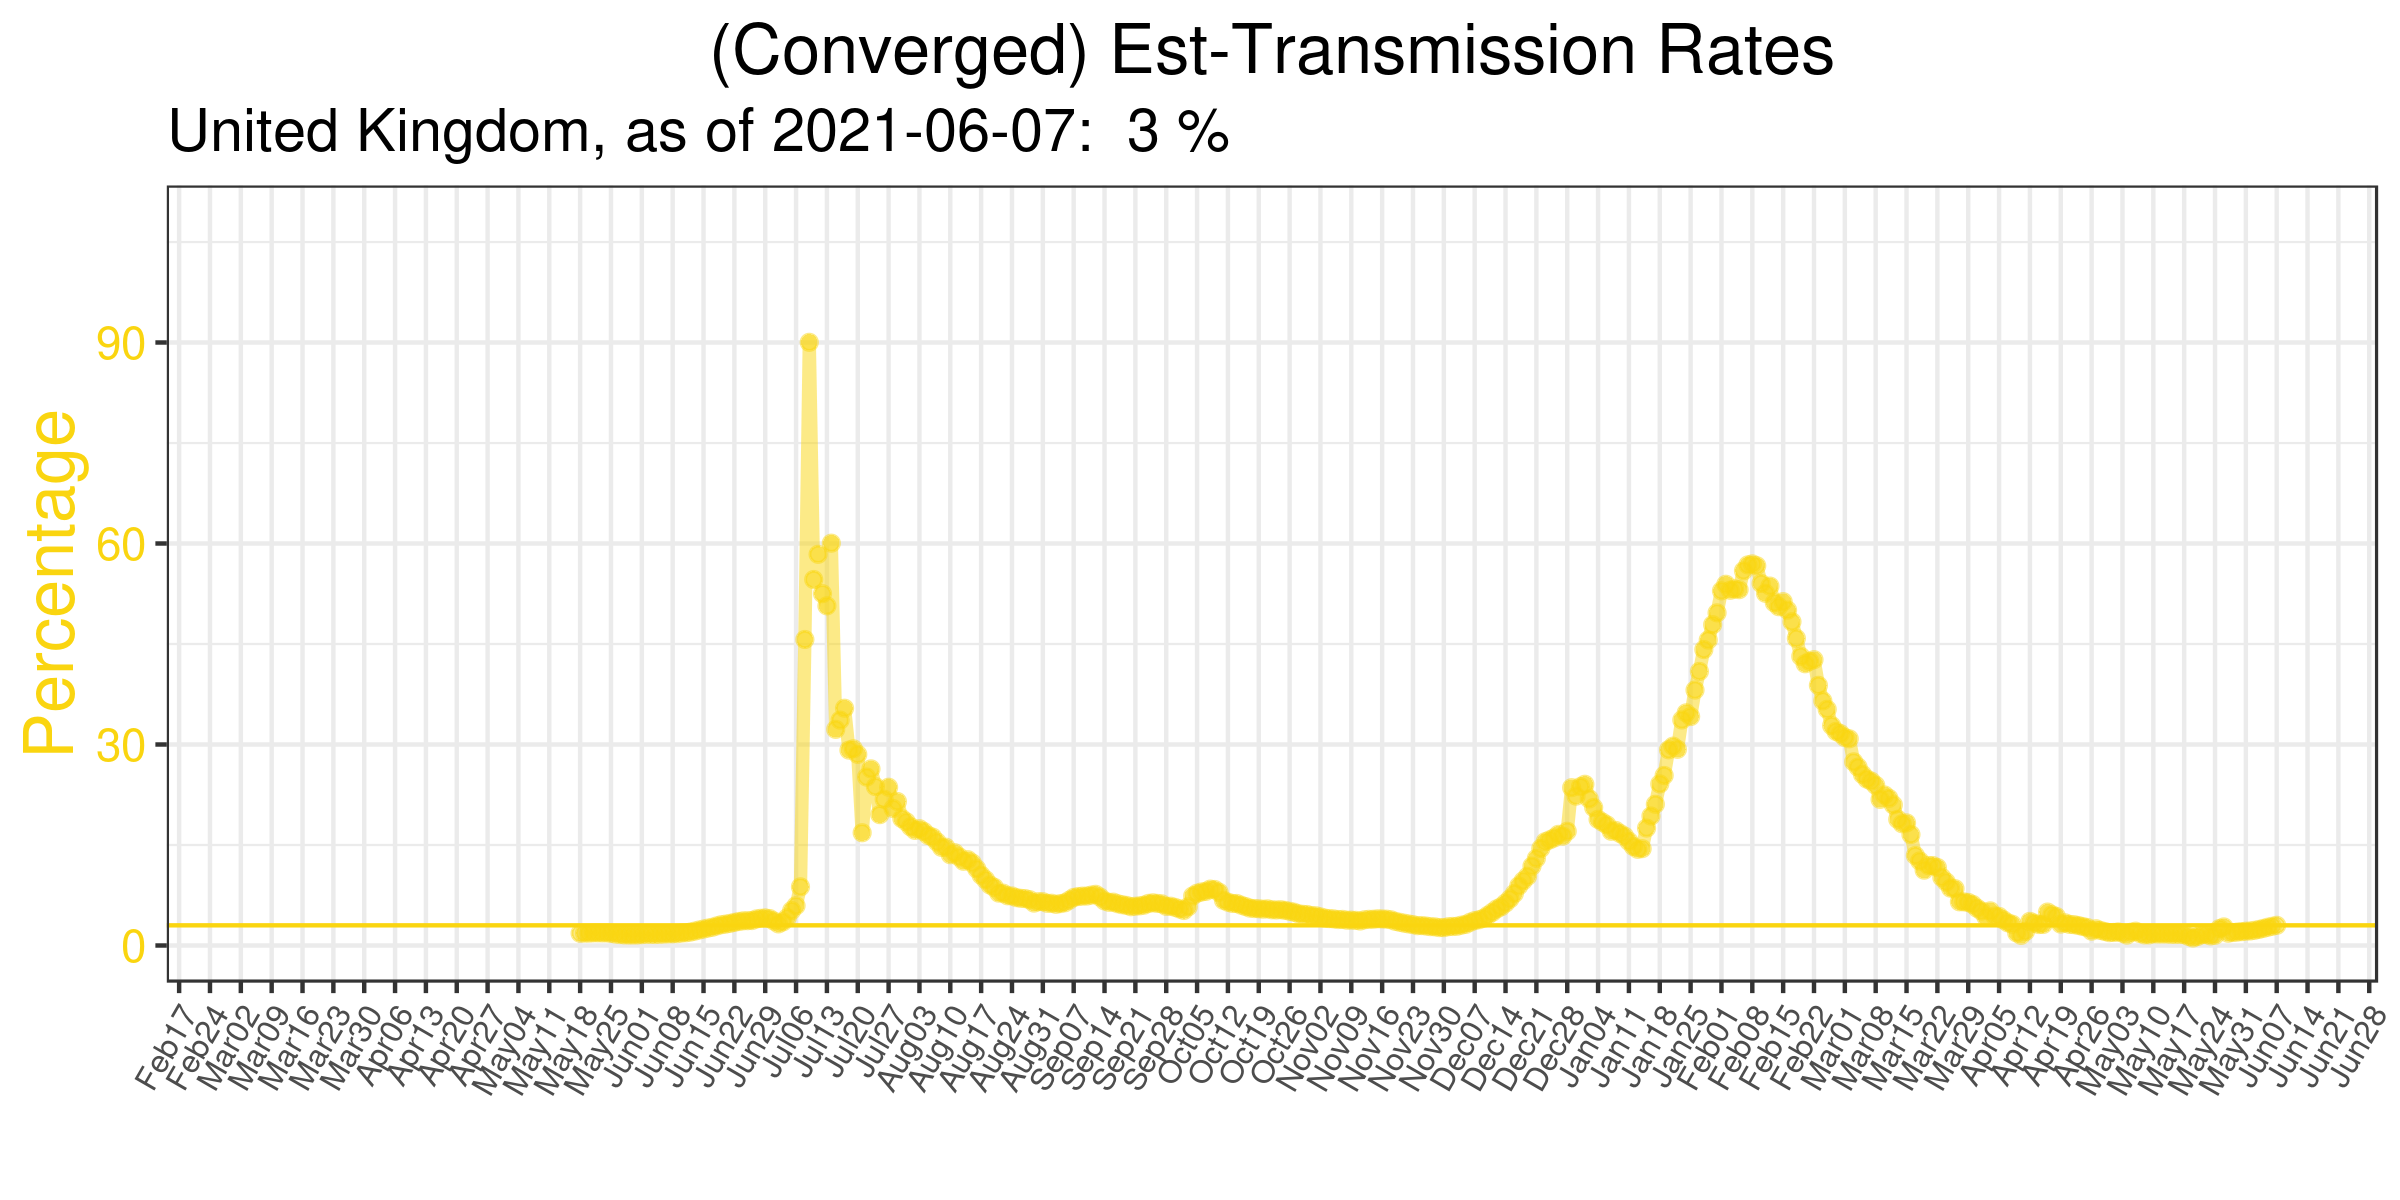 (Converged) Est-Transmission Rates
United Kingdom, as of 2021-06-07: 3 %
Percentage
90
60
30
0
Feb17
Feb24
Mar02
Mar09
Mar16
Mar23
Mar30
Apr06
Apr13
Apr20
Apr27
May04
May11
May18
May25
Jun01
Jun08
Jun15
Jun22
Jun29
Jul06
Jul13
Jul20
Jul27
Aug03
Aug10
Aug17
Aug24
Aug31
Sep07
Sep14
Sep21
Sep28
Oct05
Oct12
Oct19
Oct26
Nov02
Nov09
Nov16
Nov23
Nov30
Dec07
Dec14
Dec21
Dec28
Jan04
Jan11
Jan18
Jan25
Feb01
Feb08
Feb15
Feb22
Mar01
Mar08
Mar15
Mar22
Mar29
Apr05
Apr12
Apr19
Apr26
May03
May10
May17
May24
May31
Jun07
Jun14
Jun21
Jun28